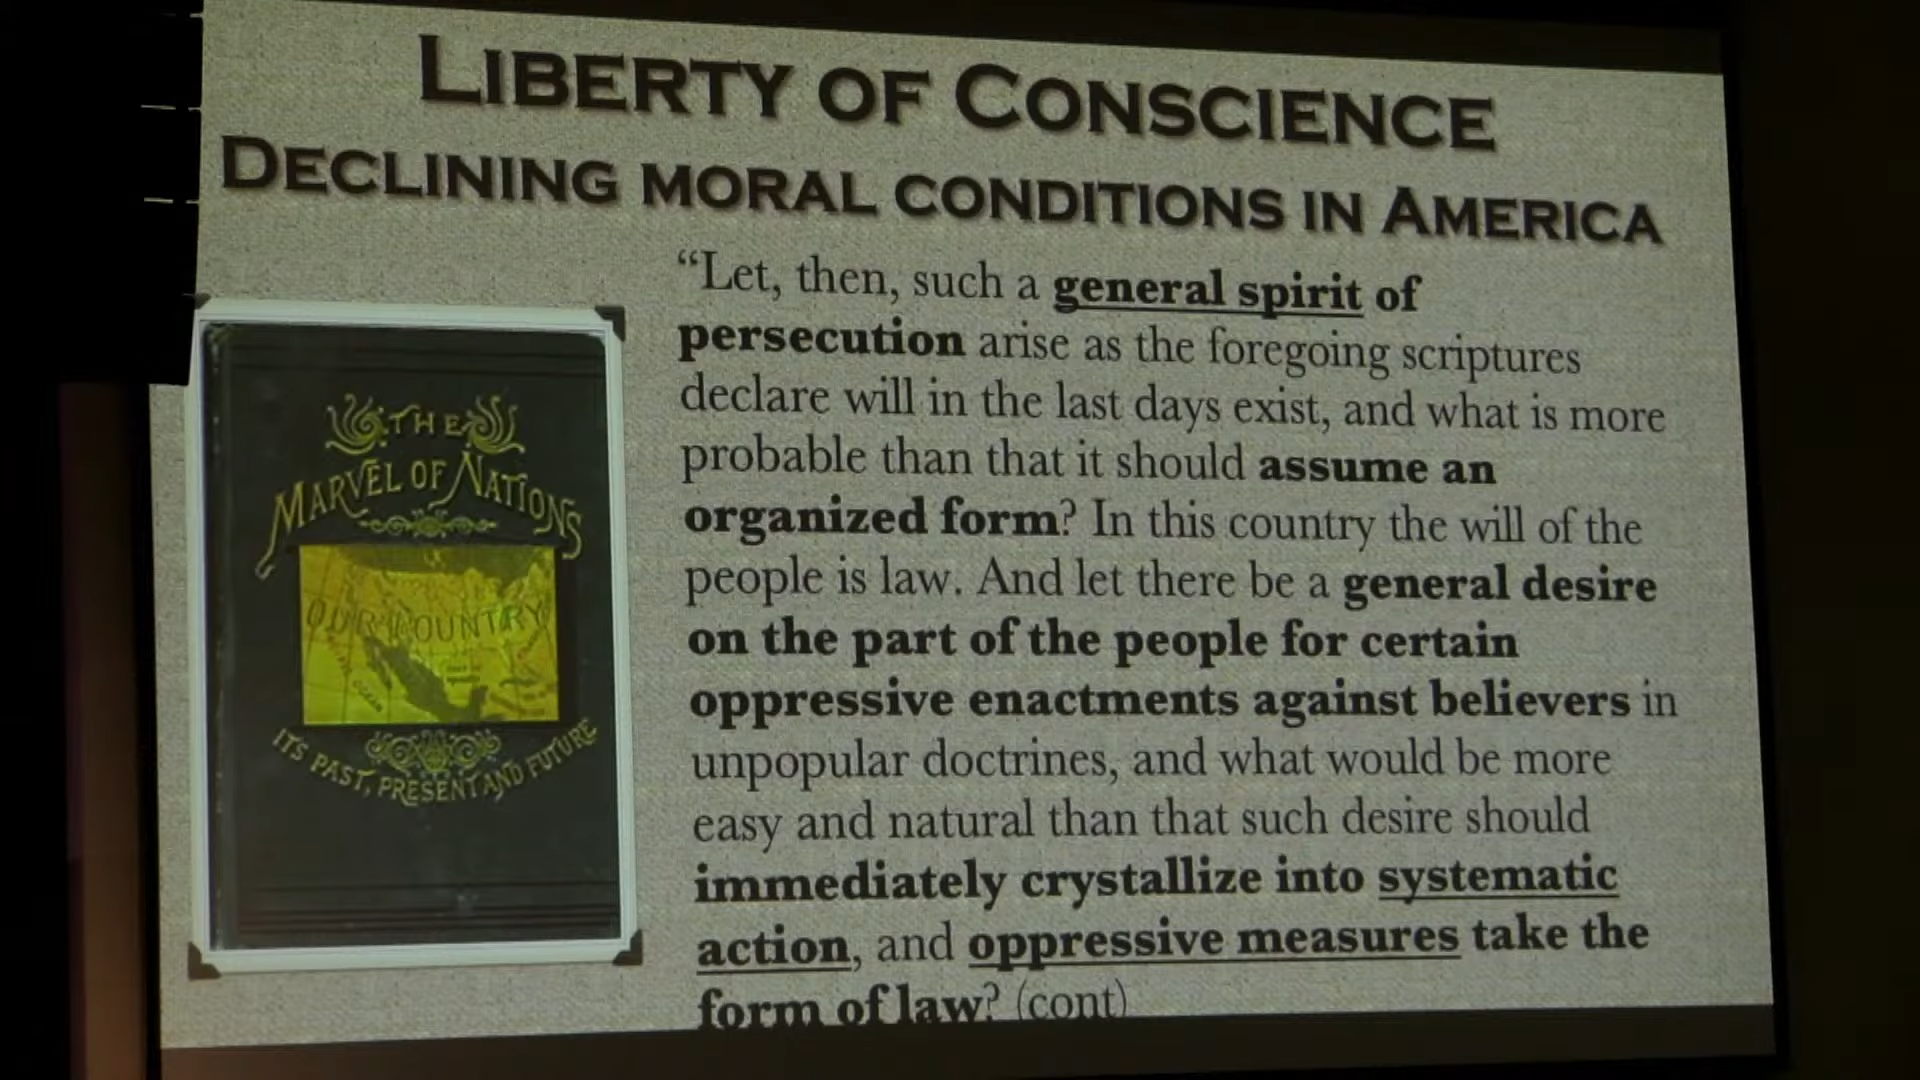 LIBERTY OF CONSCIENCE
DECLINING MORAL CONDITIONS IN AMERICA
“Let, then, such a general spirit of
persecution arise as the foregoing scriptures
declare will in the last days exist, and what is more
probable than that it should assume an
organized form? In this country the will of the
people is law. And let there be a general desire
on the part of the people for certain
oppressive enactments against believers in
unpopular doctrines, and what would be more
easy and natural than that such desire should
immediately crystallize into systematic
action, and oppressive measures take the
form of law? (cont)
THE
MARVEL OF NATIONS
OUR COUNTRY
OCEAN
ITS PAST, PRESENT AND FUTURE